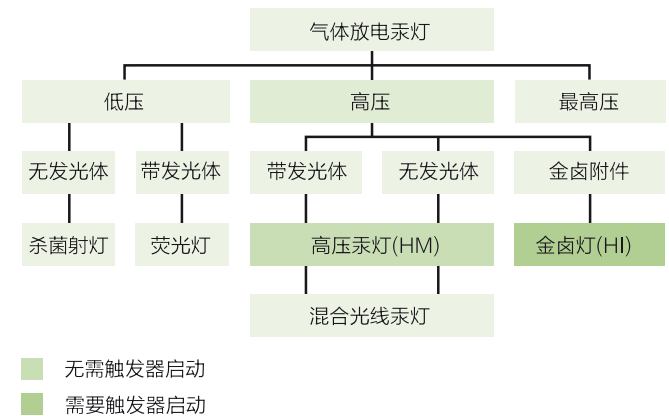 气体放电汞灯
低压
高压
最高压
无发光体
带发光体
带发光体
无发光体
金卤附件
杀菌射灯
荧光灯
高压汞灯(HM)
金卤灯(HI)
混合光线汞灯
无需触发器启动
需要触发器启动